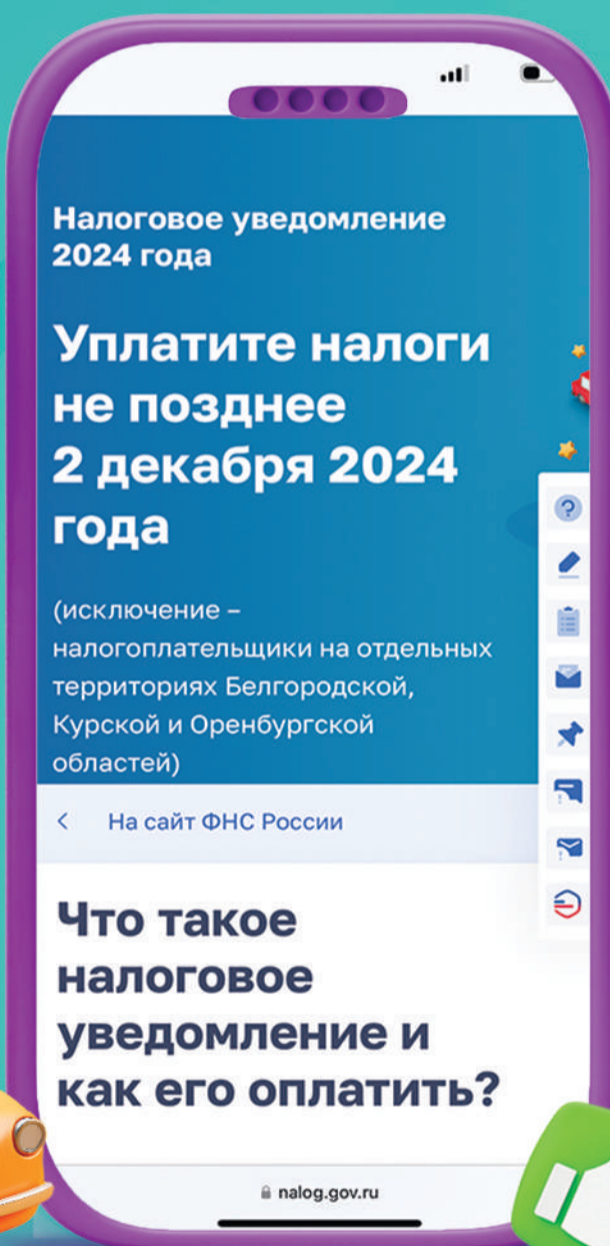 Налоговое уведомление
2024 года
Уплатите налоги
не позднее
2 декабря 2024
года
(исключение –
налогоплательщики на отдельных
территориях Белгородской,
Курской и Оренбургской
областей)
На сайт ФНС России
Что такое
налоговое
уведомление и
как его оплатить?
nalog.gov.ru